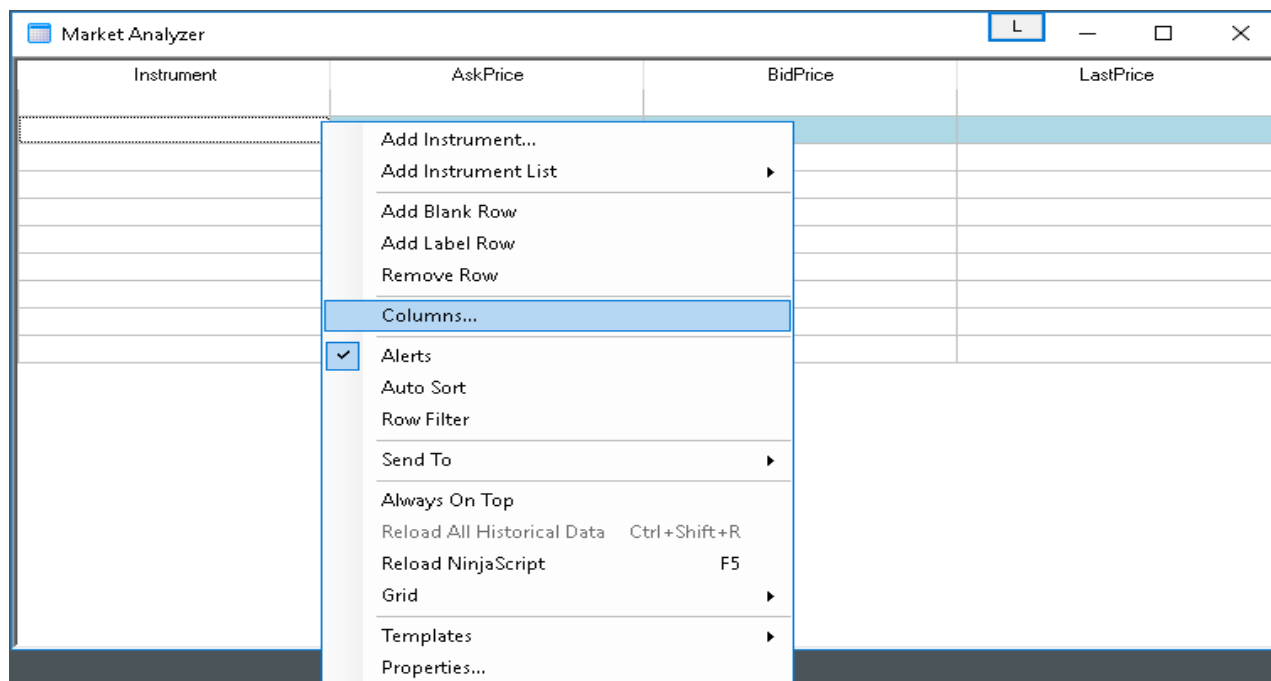 Market Analyzer L
Instrument AskPrice BidPrice LastPrice
Add Instrument...
Add Instrument List
Add Blank Row
Add Label Row
Remove Row
Columns...
Alerts
Auto Sort
Row Filter
Send To
Always On Top
Reload All Historical Data Ctrl+Shift+R
Reload NinjaScript F5
Grid
Templates
Properties...